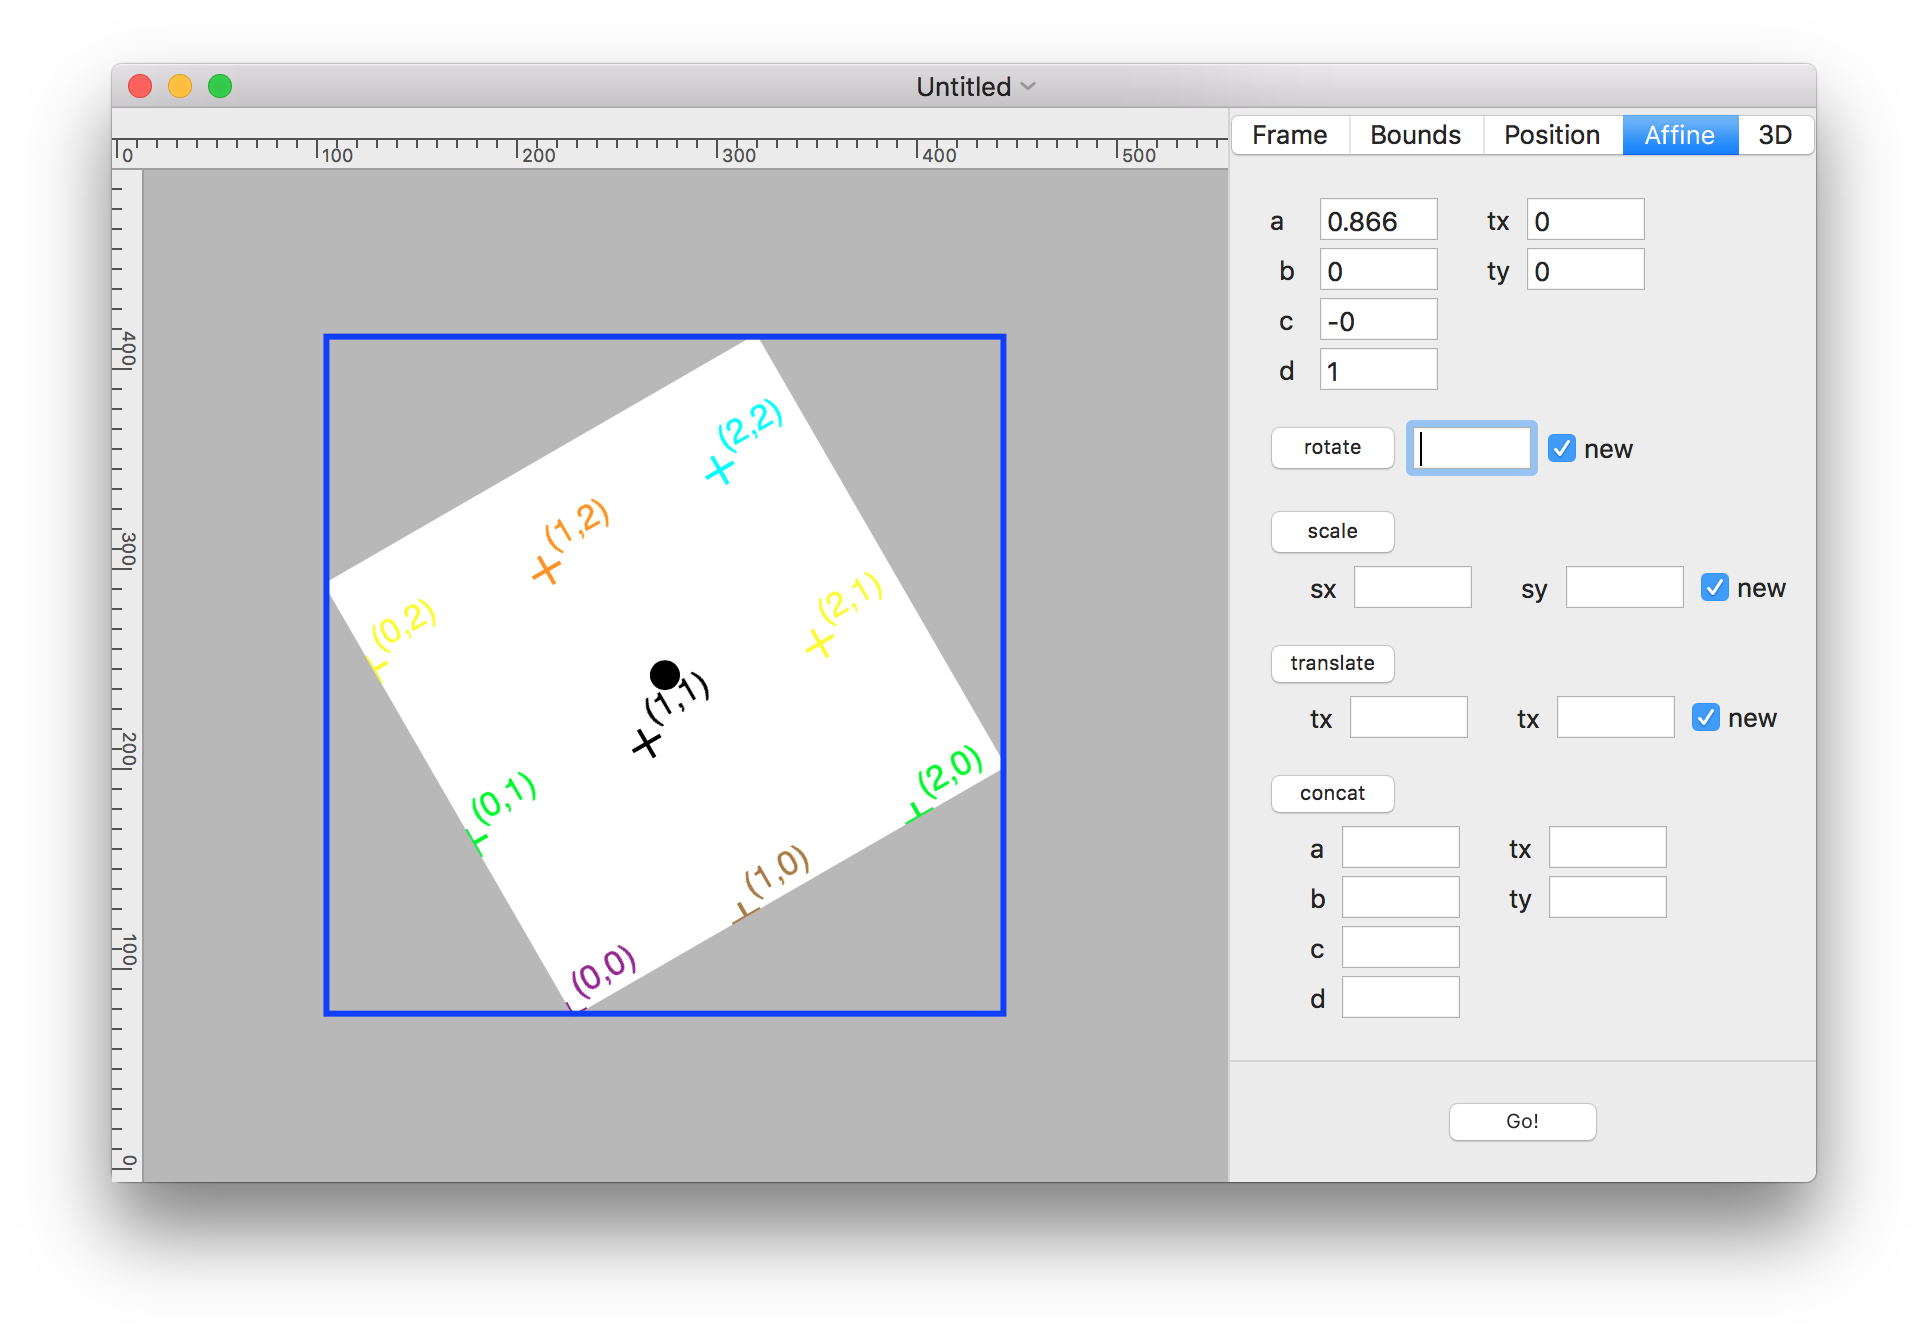 Untitled
Frame Bounds Position Affine 3D
0 100 200 300 400 500
a 0.866 tx 0
b 0 ty 0
c -0
d 1
rotate new
scale
sx sy new
translate
tx tx new
concat
a tx
b ty
c
d
Go!
400
300
200
100
0
(2,2)
(1,2)
(0,2)
(2,1)
(1,1)
(0,1)
(2,0)
(1,0)
(0,0)